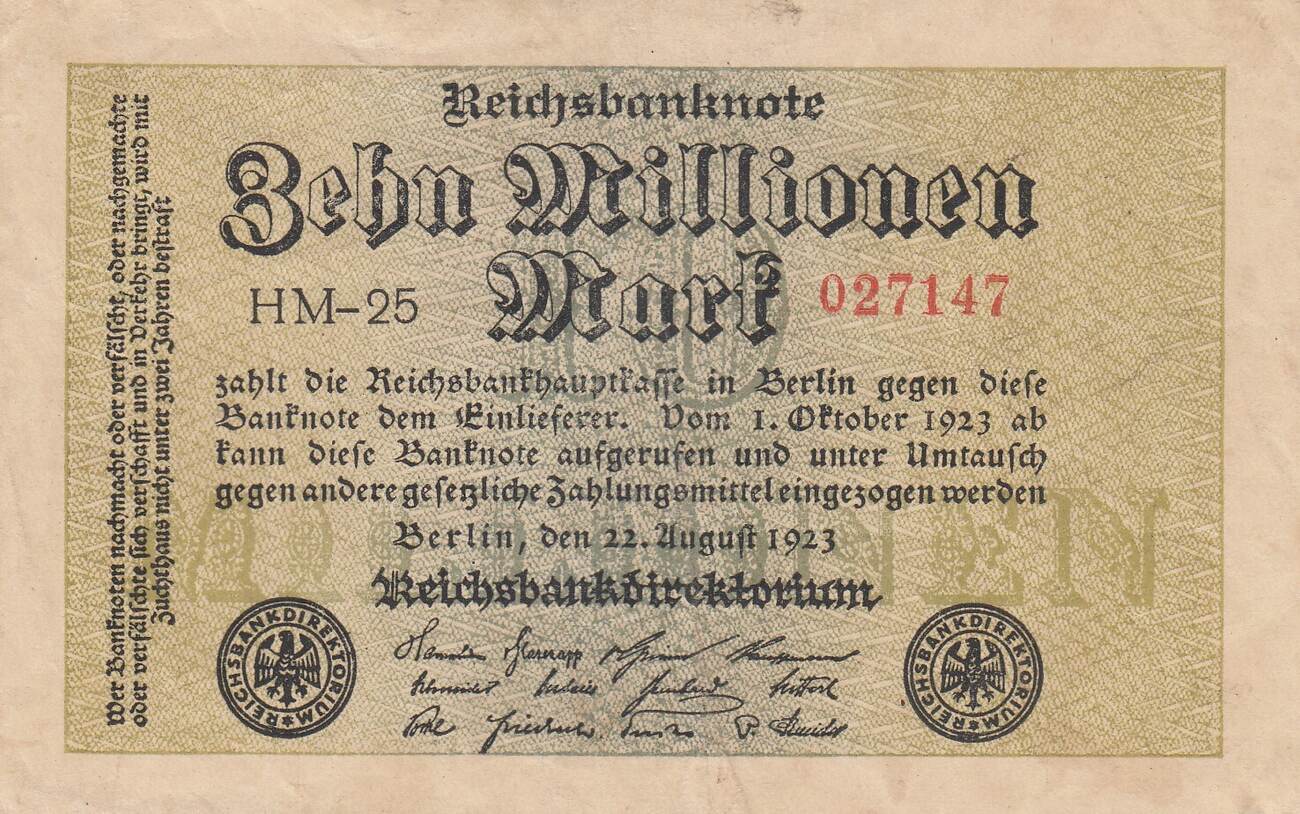 Reichsbanknote
Zehn Millionen
Mark
HM-25
027147
zahlt die Reichsbankhauptkasse in Berlin gegen diese
Banknote dem Einlieferer. Vom 1. Oktober 1923 ab
kann diese Banknote aufgerufen und unter Umtausch
gegen andere gesetzliche Zahlungsmittel eingezogen werden
Berlin, den 22. August 1923
Reichsbankdirektorium
REICHSBANKDIREKTORIUM
REICHSBANKDIREKTORIUM
Wer Banknoten nachmacht oder verfälscht, oder nachgemachte
oder verfälschte sich verschafft und in Verkehr bringt, wird mit
Zuchthaus nicht unter zwei Jahren bestraft
10